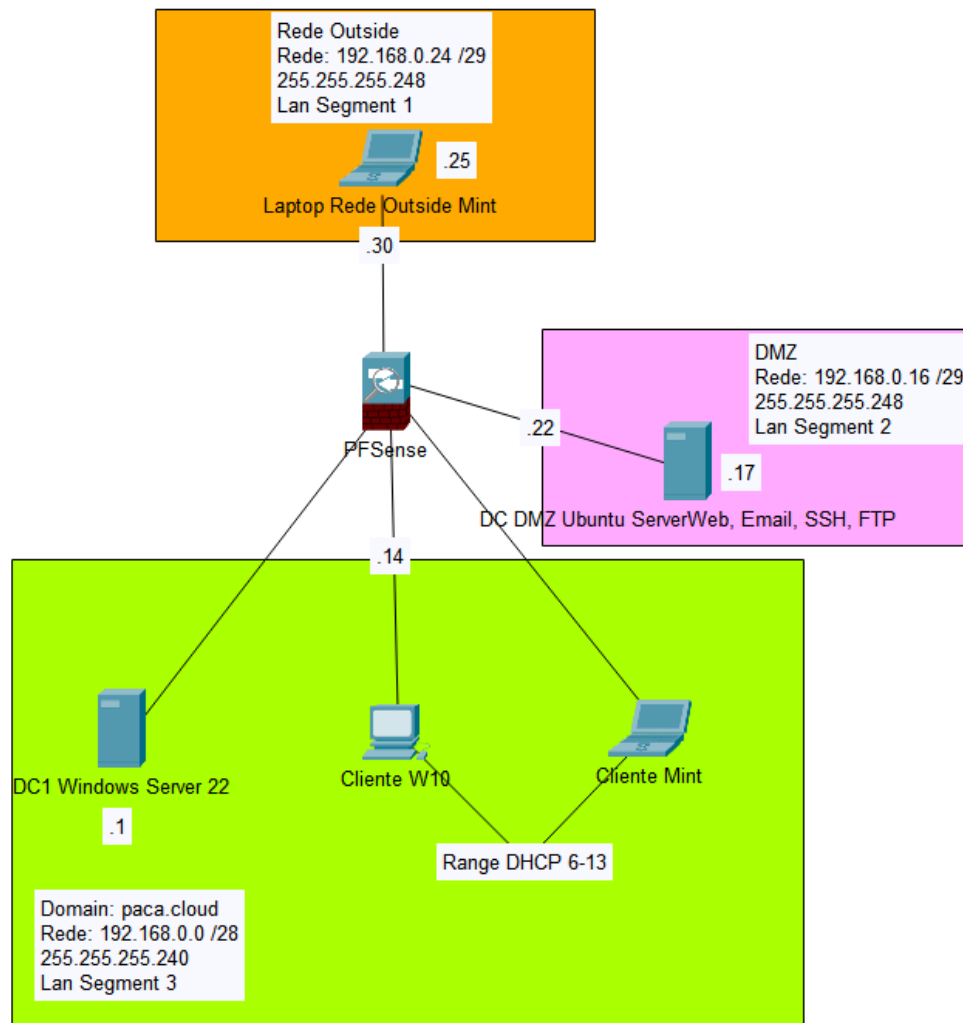 Rede Outside
Rede: 192.168.0.24 /29
255.255.255.248
Lan Segment 1
.25
Laptop Rede Outside Mint
.30
PFSense
DMZ
Rede: 192.168.0.16 /29
255.255.255.248
Lan Segment 2
.22
.17
DC DMZ Ubuntu ServerWeb, Email, SSH, FTP
.14
DC1 Windows Server 22
.1
Cliente W10
Cliente Mint
Range DHCP 6-13
Domain: paca.cloud
Rede: 192.168.0.0 /28
255.255.255.240
Lan Segment 3